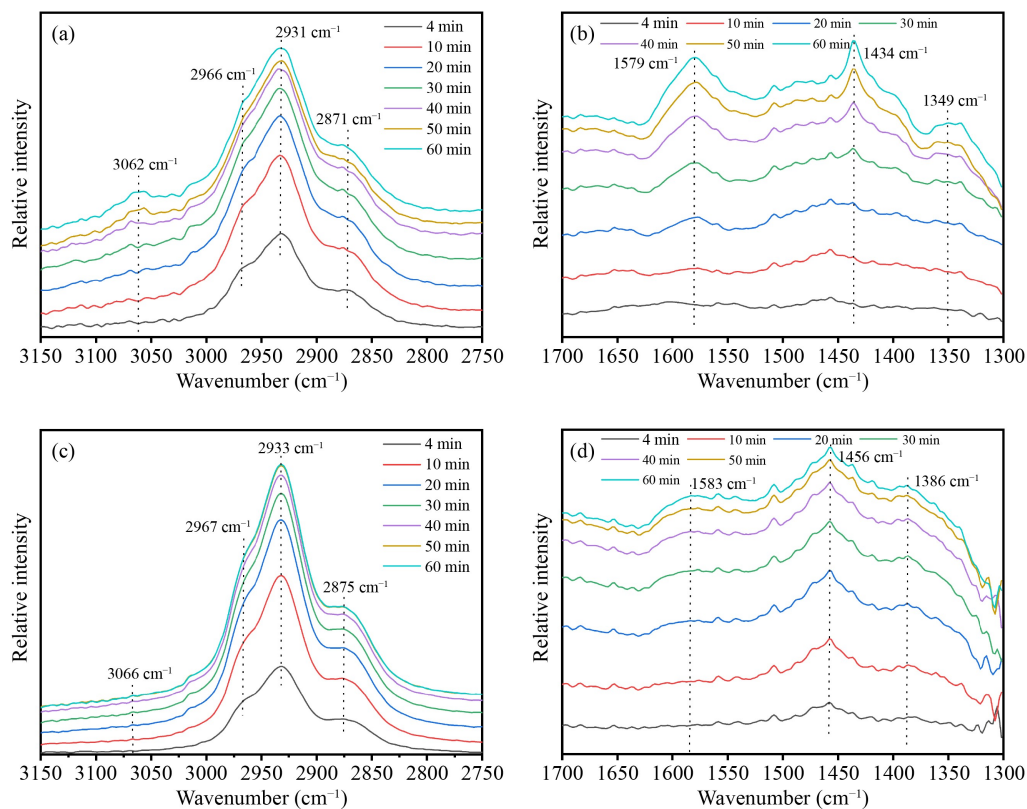 (a)
2931 cm⁻¹
2966 cm⁻¹
2871 cm⁻¹
3062 cm⁻¹
4 min
10 min
20 min
30 min
40 min
50 min
60 min
Relative intensity
3150 3100 3050 3000 2950 2900 2850 2800 2750
Wavenumber (cm⁻¹)
(b)
4 min 10 min 20 min 30 min
40 min 50 min 60 min
1579 cm⁻¹
1434 cm⁻¹
1349 cm⁻¹
Relative intensity
1700 1650 1600 1550 1500 1450 1400 1350 1300
Wavenumber (cm⁻¹)
(c)
2933 cm⁻¹
2967 cm⁻¹
2875 cm⁻¹
3066 cm⁻¹
4 min
10 min
20 min
30 min
40 min
50 min
60 min
Relative intensity
3150 3100 3050 3000 2950 2900 2850 2800 2750
Wavenumber (cm⁻¹)
(d)
4 min 10 min 20 min 30 min
40 min 50 min
60 min
1456 cm⁻¹
1583 cm⁻¹
1386 cm⁻¹
Relative intensity
1700 1650 1600 1550 1500 1450 1400 1350 1300
Wavenumber (cm⁻¹)